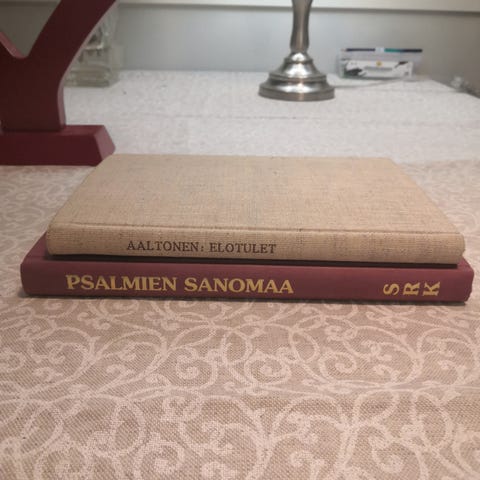 AALTONEN: ELOTULET
PSALMIEN SANOMAA
SRK